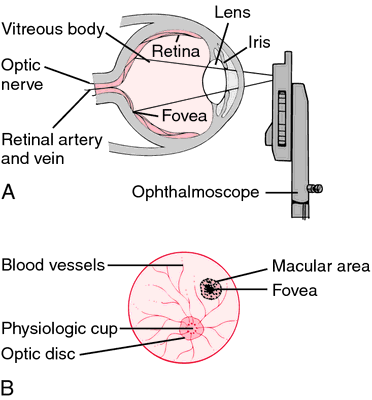 Lens
Vitreous body
Iris
Retina
Optic
nerve
Fovea
Retinal artery
and vein
A
Ophthalmoscope
Blood vessels
Macular area
Fovea
Physiologic cup
Optic disc
B